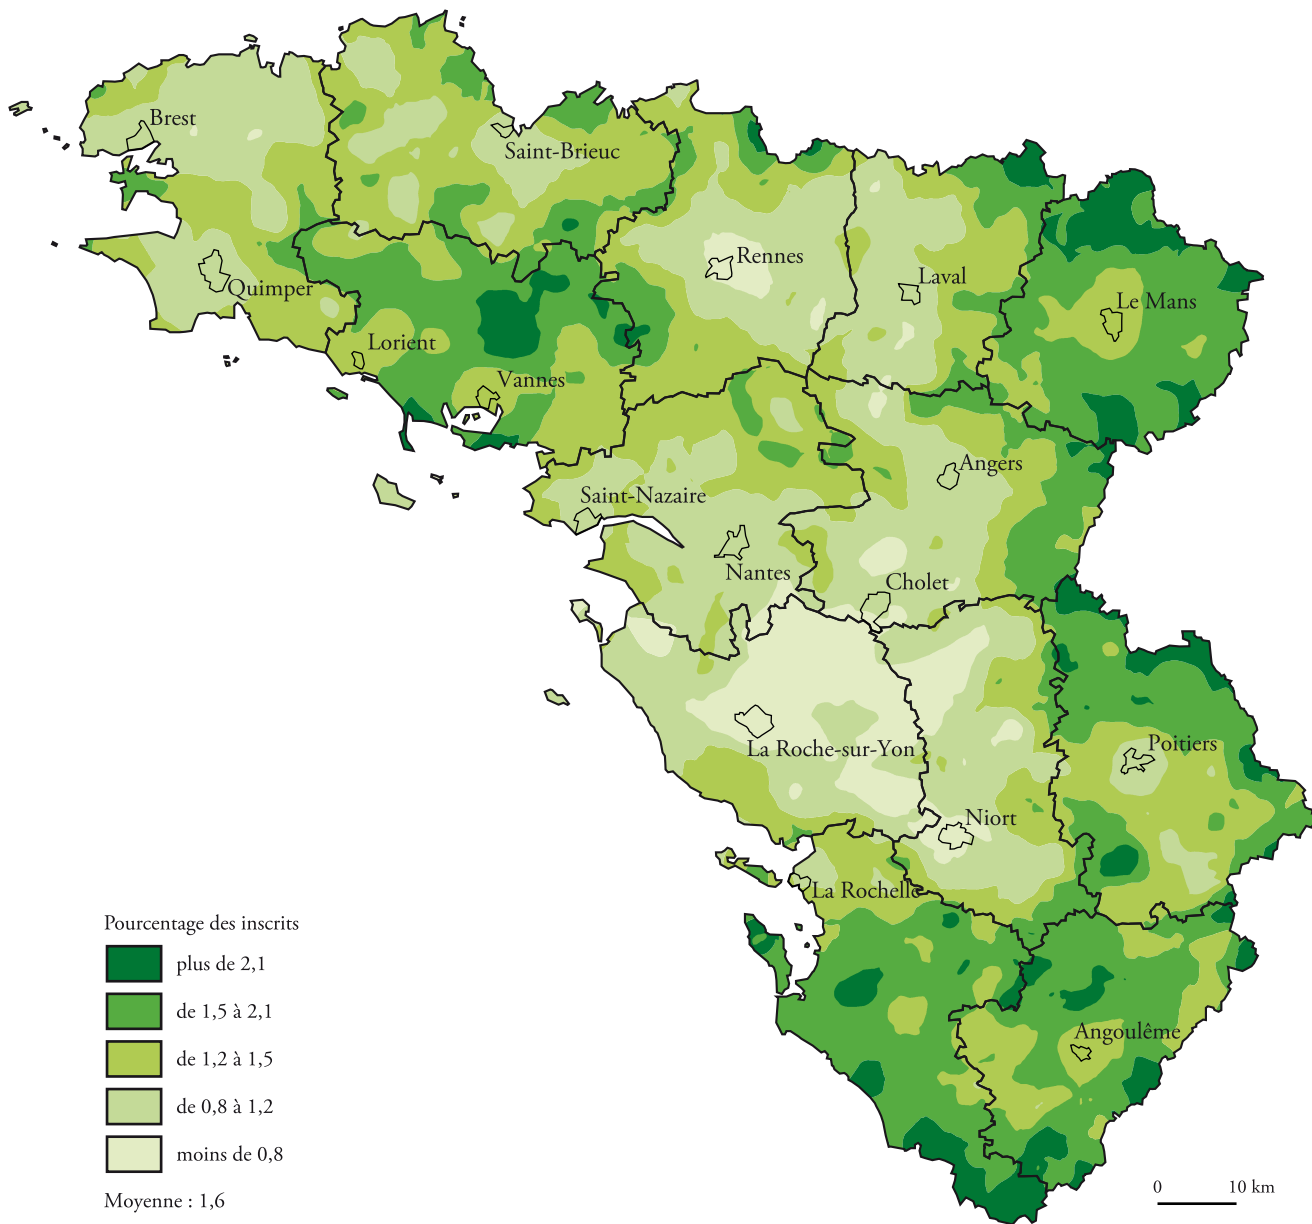 Brest
Saint-Brieuc
Rennes
Laval
Le Mans
Quimper
Lorient
Vannes
Angers
Saint-Nazaire
Nantes
Cholet
La Roche-sur-Yon
Poitiers
Niort
La Rochelle
Angoulême
Pourcentage des inscrits
plus de 2,1
de 1,5 à 2,1
de 1,2 à 1,5
de 0,8 à 1,2
moins de 0,8
Moyenne : 1,6
0 10 km